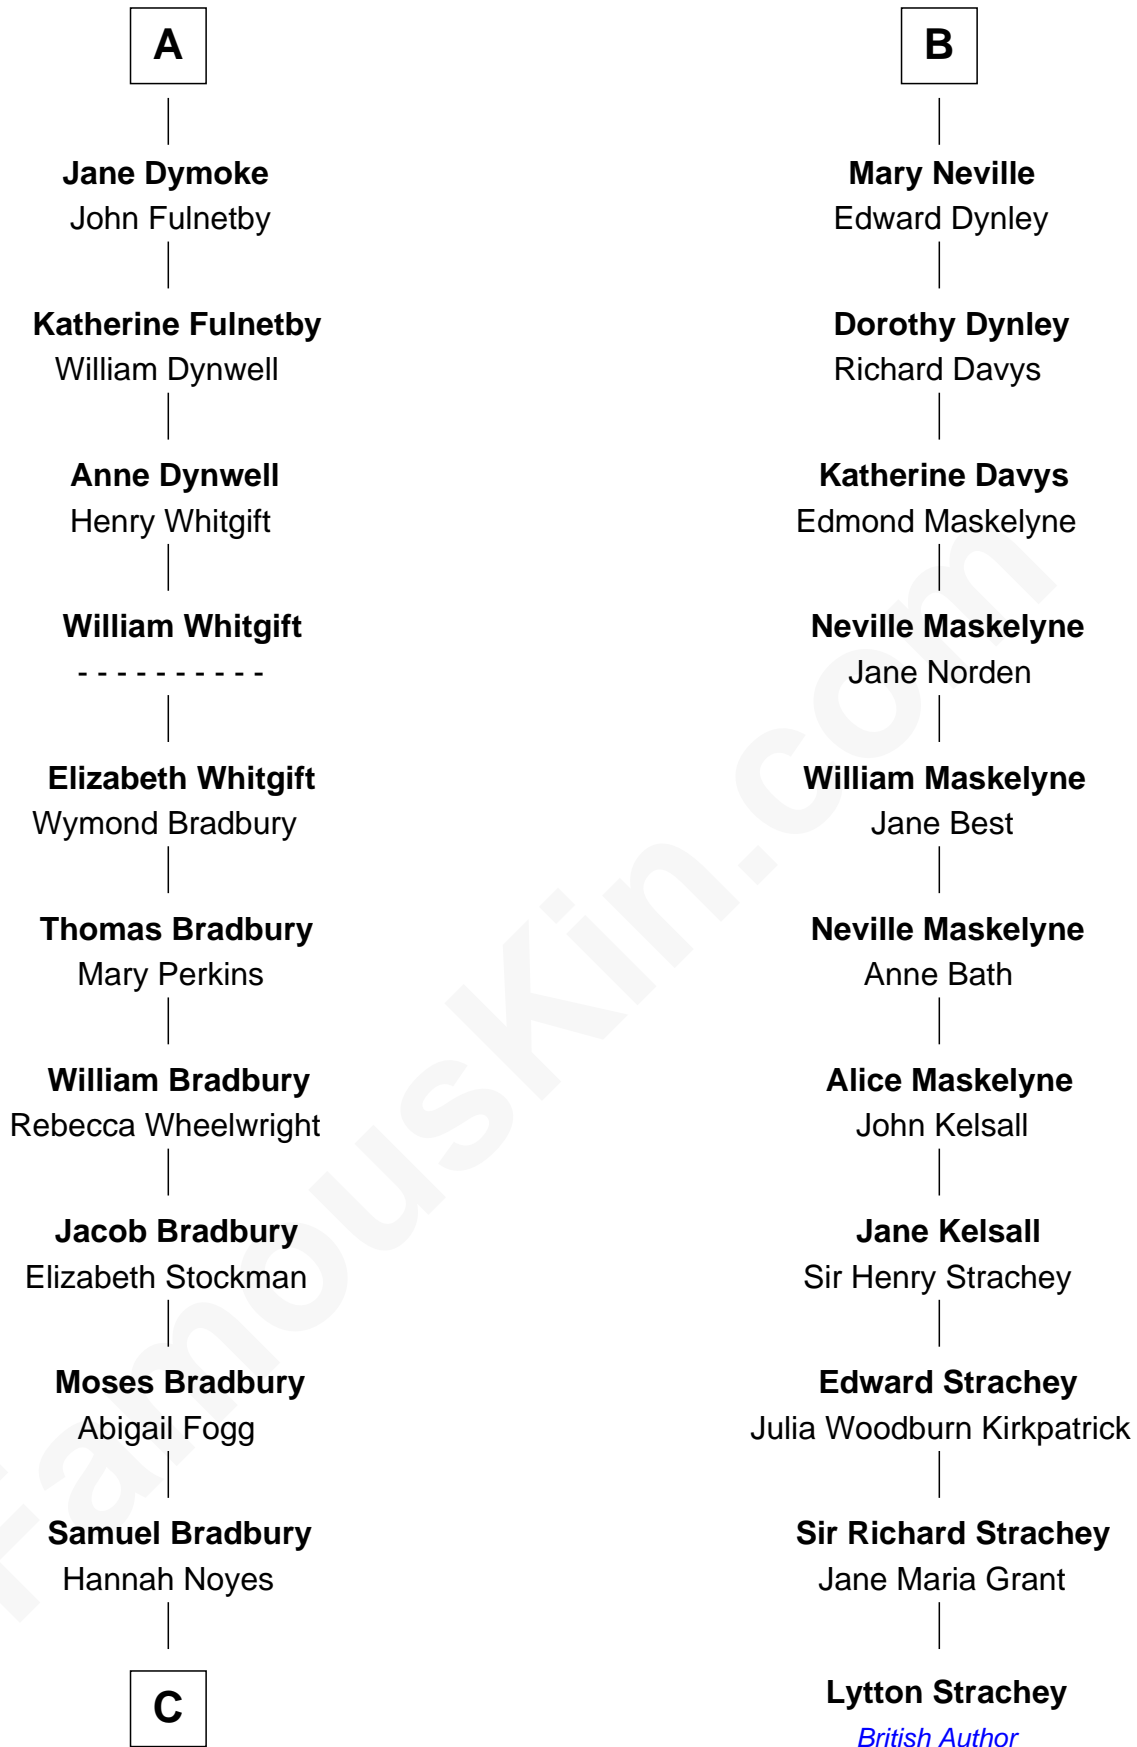 A
Jane Dymoke
John Fulnetby
Katherine Fulnetby
William Dynwell
Anne Dynwell
Henry Whitgift
William Whitgift
- - - - - - - - - -
Elizabeth Whitgift
Wymond Bradbury
Thomas Bradbury
Mary Perkins
William Bradbury
Rebecca Wheelwright
Jacob Bradbury
Elizabeth Stockman
Moses Bradbury
Abigail Fogg
Samuel Bradbury
Hannah Noyes
C
B
Mary Neville
Edward Dynley
Dorothy Dynley
Richard Davys
Katherine Davys
Edmond Maskelyne
Neville Maskelyne
Jane Norden
William Maskelyne
Jane Best
Neville Maskelyne
Anne Bath
Alice Maskelyne
John Kelsall
Jane Kelsall
Sir Henry Strachey
Edward Strachey
Julia Woodburn Kirkpatrick
Sir Richard Strachey
Jane Maria Grant
Lytton Strachey
British Author
FamousKin.com